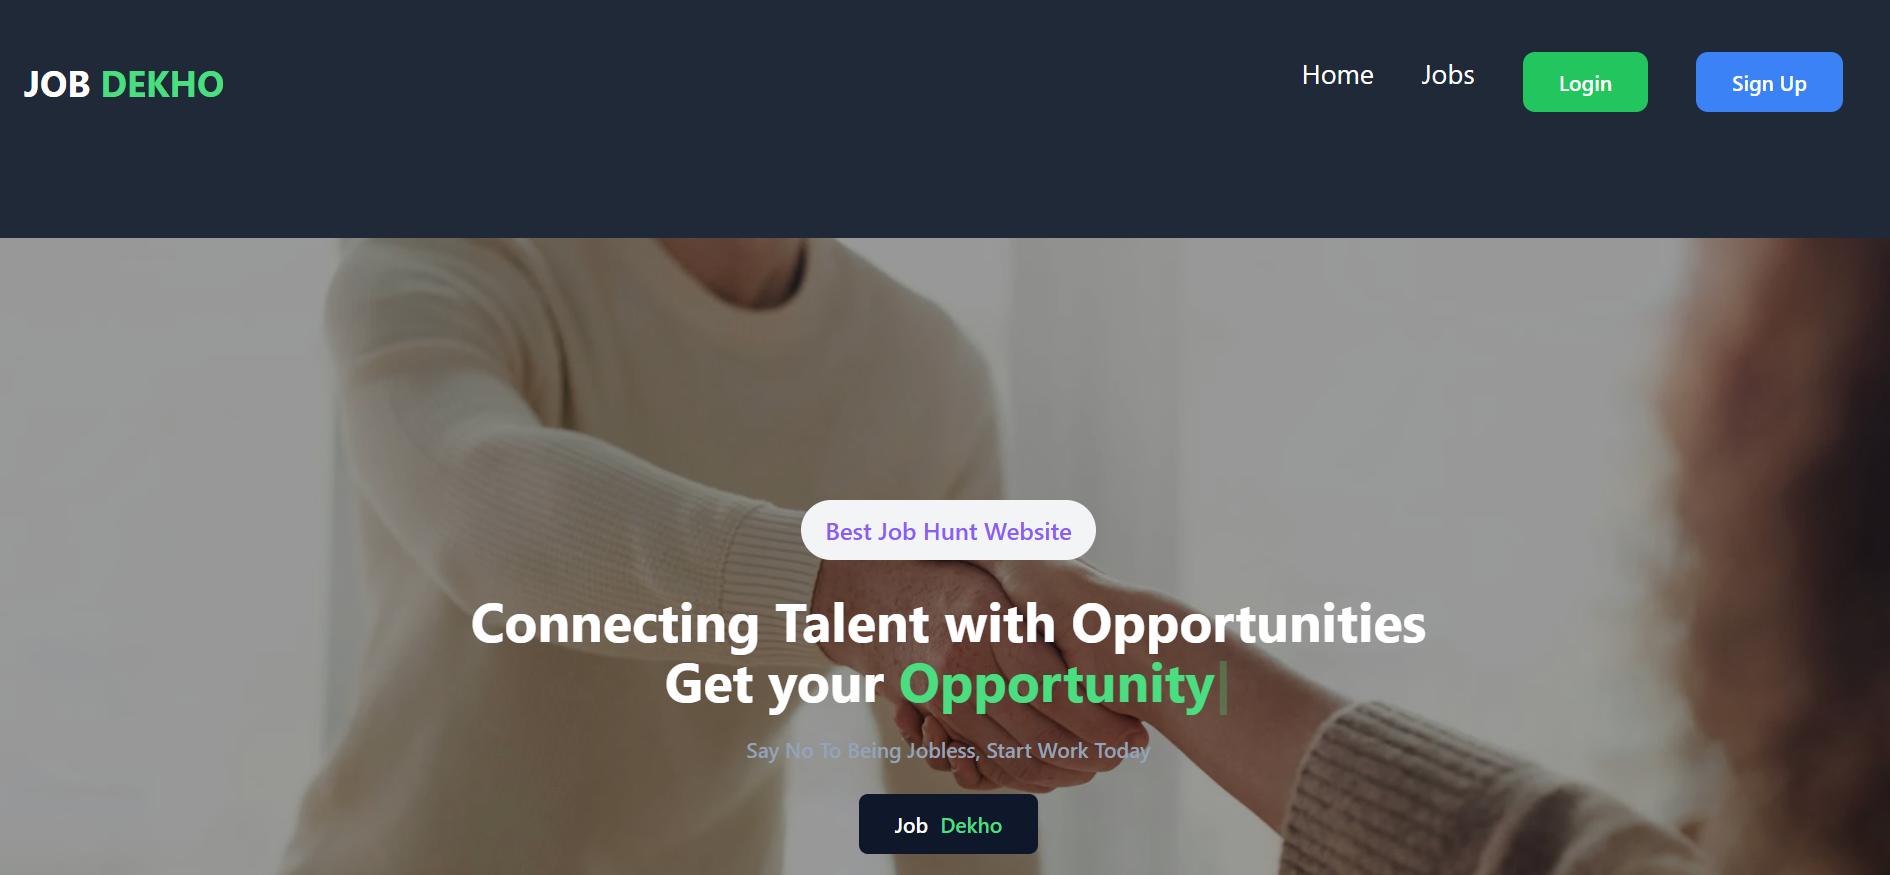 JOB DEKHO
Home
Jobs
Login
Sign Up
Best Job Hunt Website
Connecting Talent with Opportunities
Get your Opportunity
Say No To Being Jobless, Start Work Today
Job Dekho